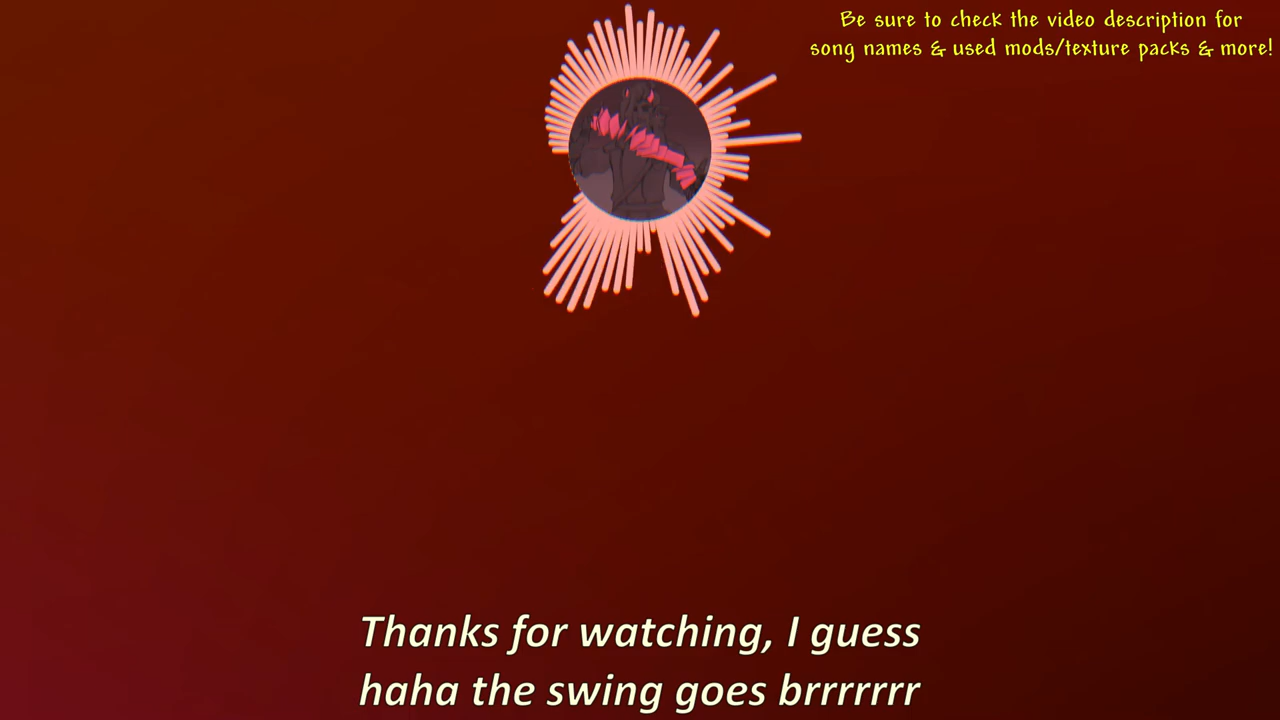 Be sure to check the video description for
song names & used mods/texture packs & more!
Thanks for watching, I guess
haha the swing goes brrrrrrr